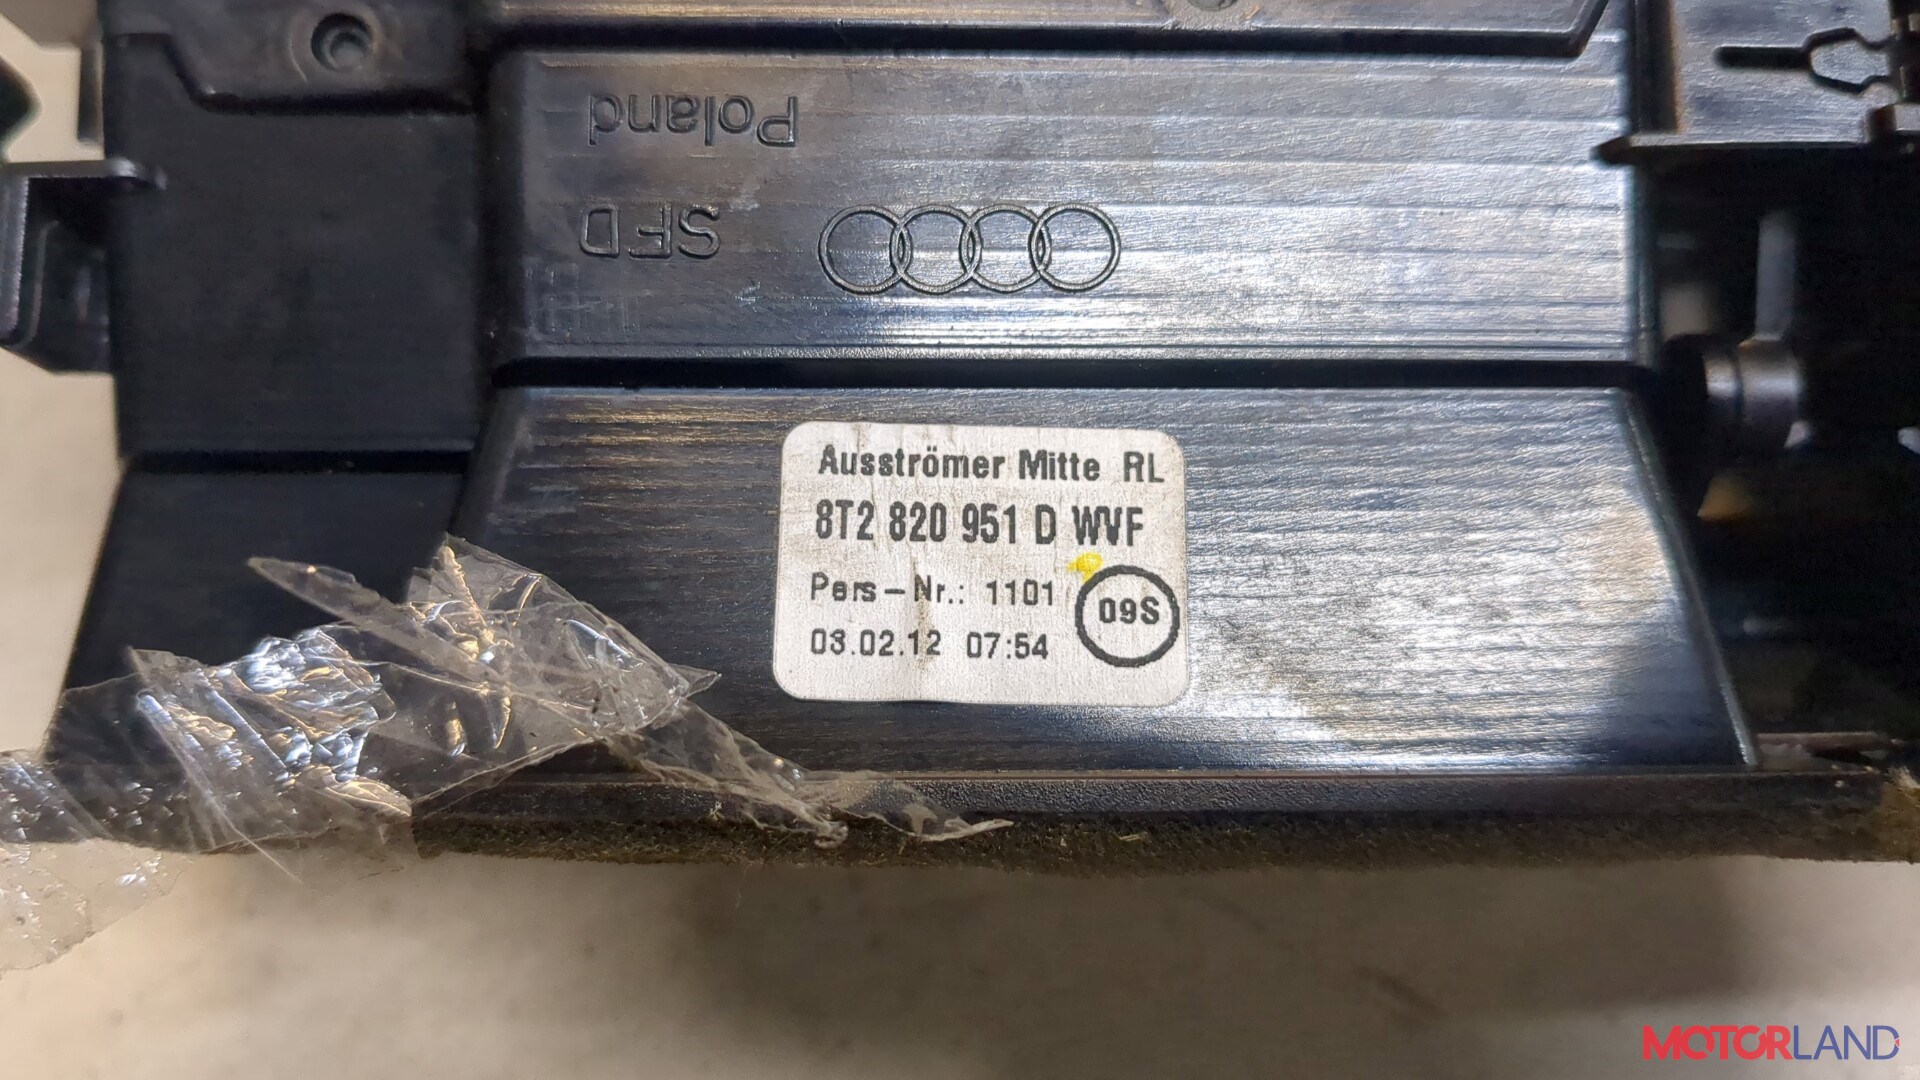 Poland
SFD
Ausströmer Mitte RL
8T2 820 951 D WVF
Pers-Nr.: 1101
09S
03.02.12 07:54
MOTORLAND